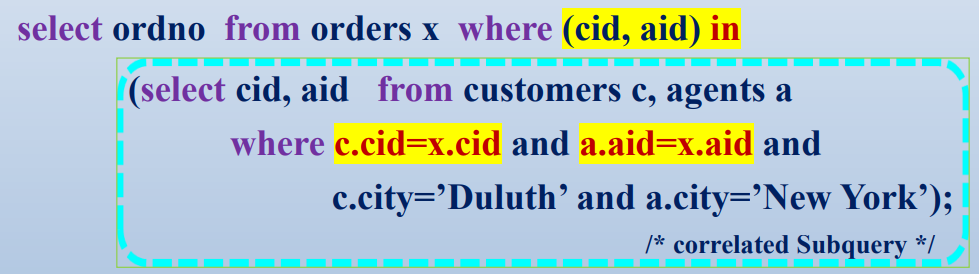 select ordno from orders x where (cid, aid) in
(select cid, aid from customers c, agents a
where c.cid=x.cid and a.aid=x.aid and
c.city=’Duluth’ and a.city=’New York’);
/* correlated Subquery */